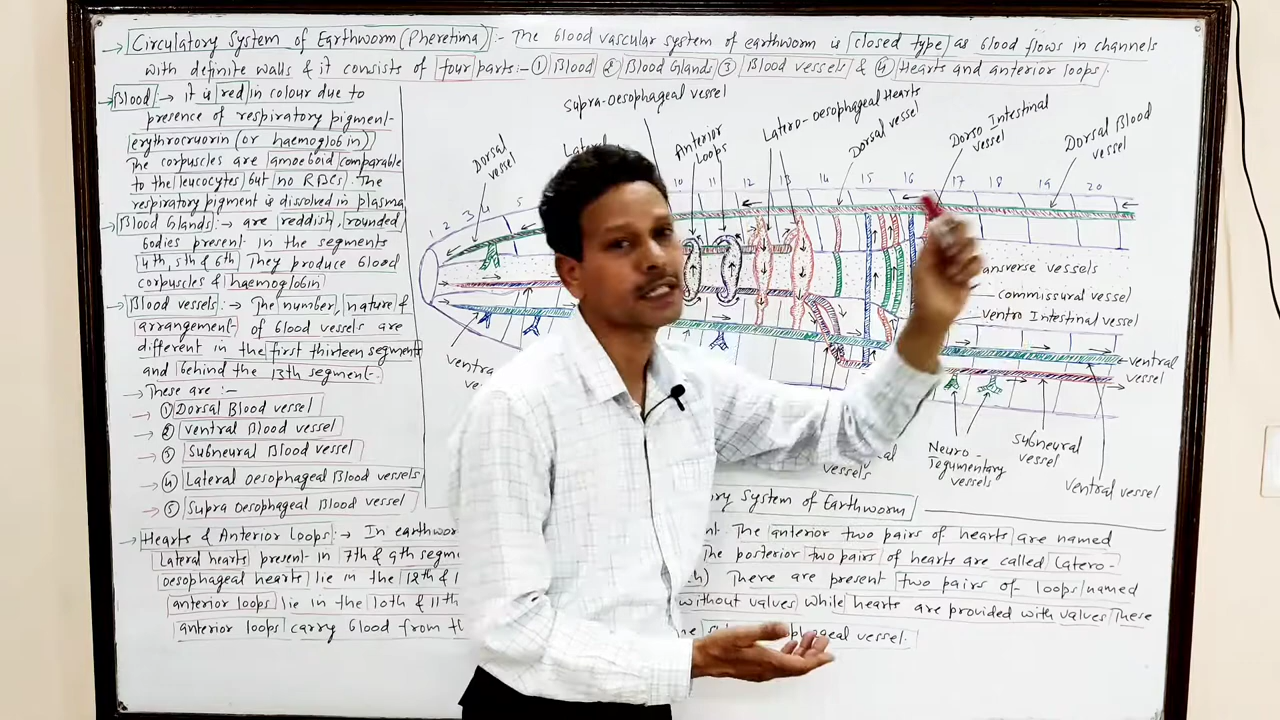 → Circulatory System of Earthworm (Pheretima) :- The blood vascular system of earthworm is closed type as blood flows in channels
with definite walls & it consists of four parts:- ① Blood ② Blood Glands ③ Blood vessels & ④ Hearts and anterior loops.
→ Blood :→ it is red in colour due to
presence of respiratory pigment-
erythrocruorin (or haemoglobin)
The corpuscles are amoeboid comparable
to the leucocytes but no RBCs. The
respiratory pigment is dissolved in plasma
→ Blood Glands:- are reddish, rounded
bodies present in the segments
4th, 5th & 6th They produce blood
corpuscles & haemoglobin
→ Blood vessels:→ The number, nature &
arrangement of blood vessels are
different in the first thirteen segments
and behind the 13th segment.
→ These are :-
→ ① Dorsal Blood vessel
→ ② ventral Blood vessel
→ ③ Subneural Blood vessel
→ ④ Lateral oesophageal Blood vessels
→ ⑤ Supra oesophageal Blood vessel
Supra-oesophageal vessel
Dorsal
vessel
Anterior
Loops
Latero-oesophageal Hearts
Dorsal vessel
Dorso Intestinal
vessel
Dorsal Blood
vessel
1 2 3 4 5 10 11 12 13 14 15 16 17 18 19 20
ansverse vessels
commissural vessel
ventro Intestinal vessel
ventral
vessel
Neuro-
Tegumentary
vessels
Subneural
vessel
ventral vessel
vessels
ry System of Earthworm
→ Hearts & Anterior Loops :→ In earthwor nt. The anterior two pairs of hearts are named
Lateral hearts present in 7th & 9th segm The posterior two pairs of hearts are called Latero-
oesophageal hearts lie in the 12th & 1 h) There are present two pairs of loops named
anterior loops lie in the 10th & 11th without valves while hearts are provided with valves These
anterior loops carry blood from th phageal vessel.